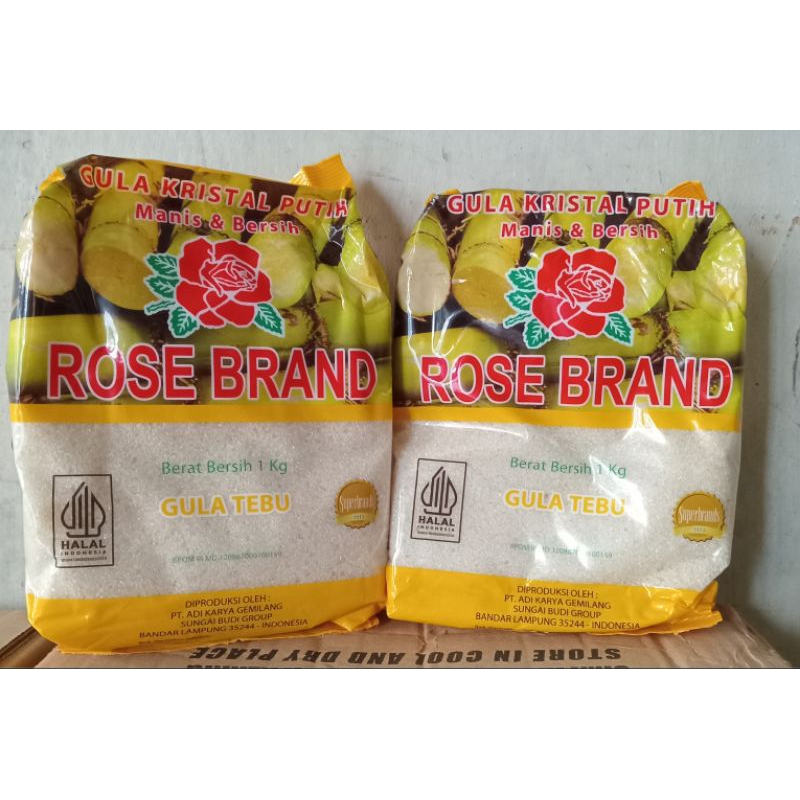 GULA KRISTAL PUTIH
Manis & Bersih
ROSE BRAND
Berat Bersih 1 Kg
GULA TEBU
HALAL
INDONESIA
Superbrands
DIPRODUKSI OLEH :
PT. ADI KARYA GEMILANG
SUNGAI BUDI GROUP
BANDAR LAMPUNG 35244 - INDONESIA
GULA KRISTAL PUTIH
Manis & Bersih
ROSE BRAND
Berat Bersih 1 Kg
GULA TEBU
HALAL
INDONESIA
Superbrands
DIPRODUKSI OLEH :
PT. ADI KARYA GEMILANG
SUNGAI BUDI GROUP
BANDAR LAMPUNG 35244 - INDONESIA
STORE IN COOL AND DRY PLACE